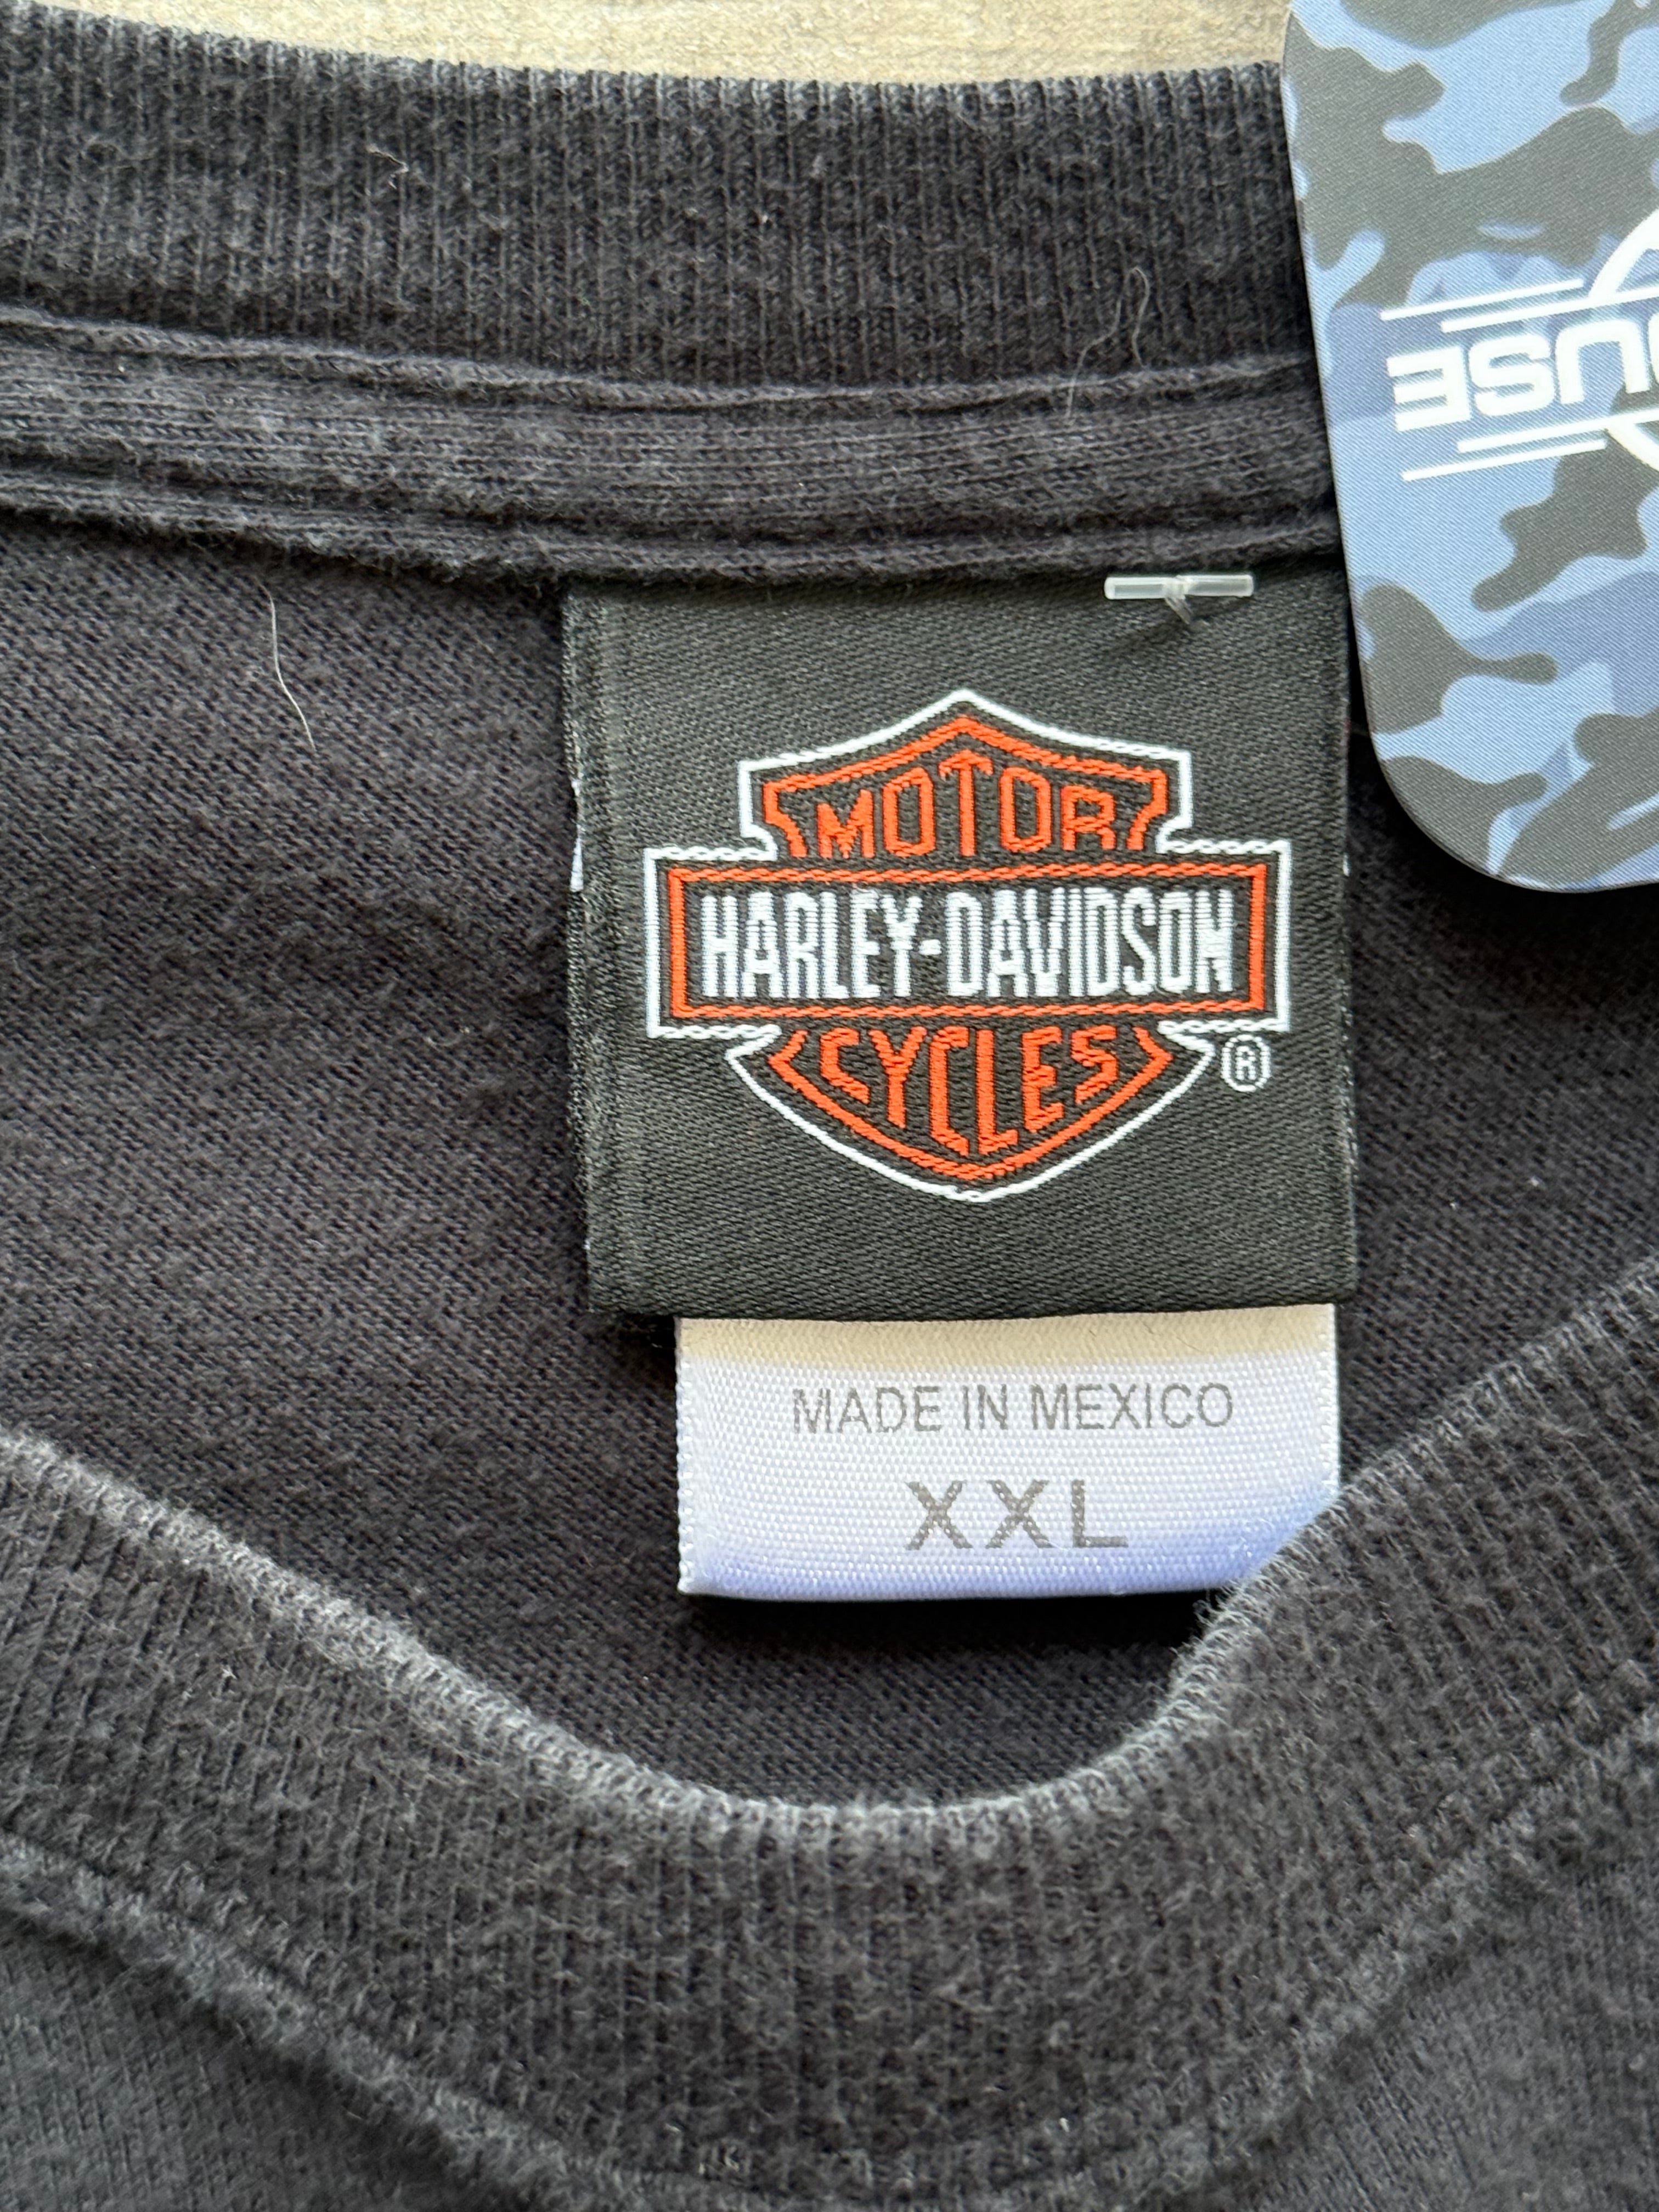 MOTOR
HARLEY-DAVIDSON
CYCLES
®
MADE IN MEXICO
XXL